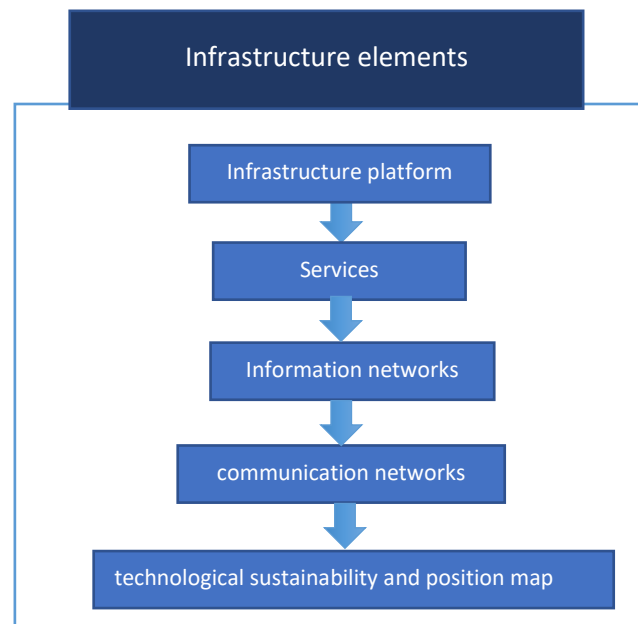 Infrastructure elements
Infrastructure platform
Services
Information networks
communication networks
technological sustainability and position map